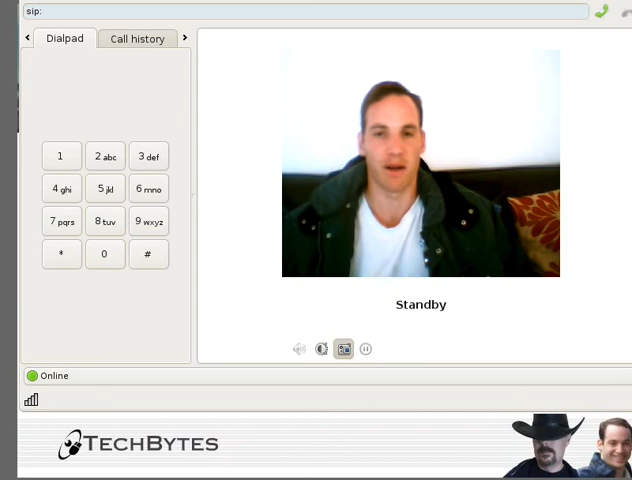 sip:
Dialpad
Call history
1
2 abc
3 def
4 ghi
5 jkl
6 mno
7 pqrs
8 tuv
9 wxyz
*
0
#
Standby
Online
TECHBYTES